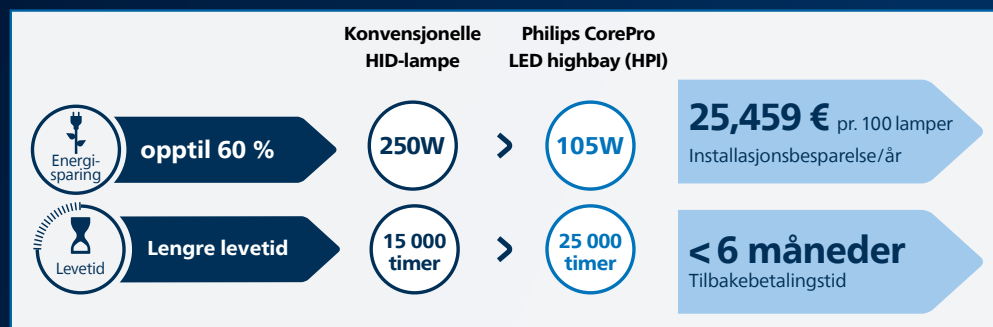 Konvensjonelle
HID-lampe
Philips CorePro
LED highbay (HPI)
Energi-
sparing
opptil 60 %
250W
>
105W
25,459 € pr. 100 lamper
Installasjonsbesparelse/år
Levetid
Lengre levetid
15 000
timer
>
25 000
timer
< 6 måneder
Tilbakebetalingstid